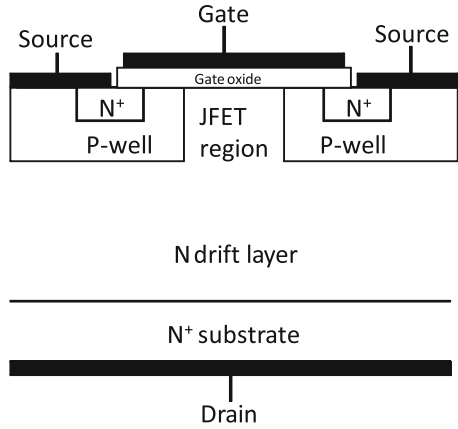 Gate
Source
Source
Gate oxide
N⁺
N⁺
JFET
region
P-well
P-well
N drift layer
N⁺ substrate
Drain